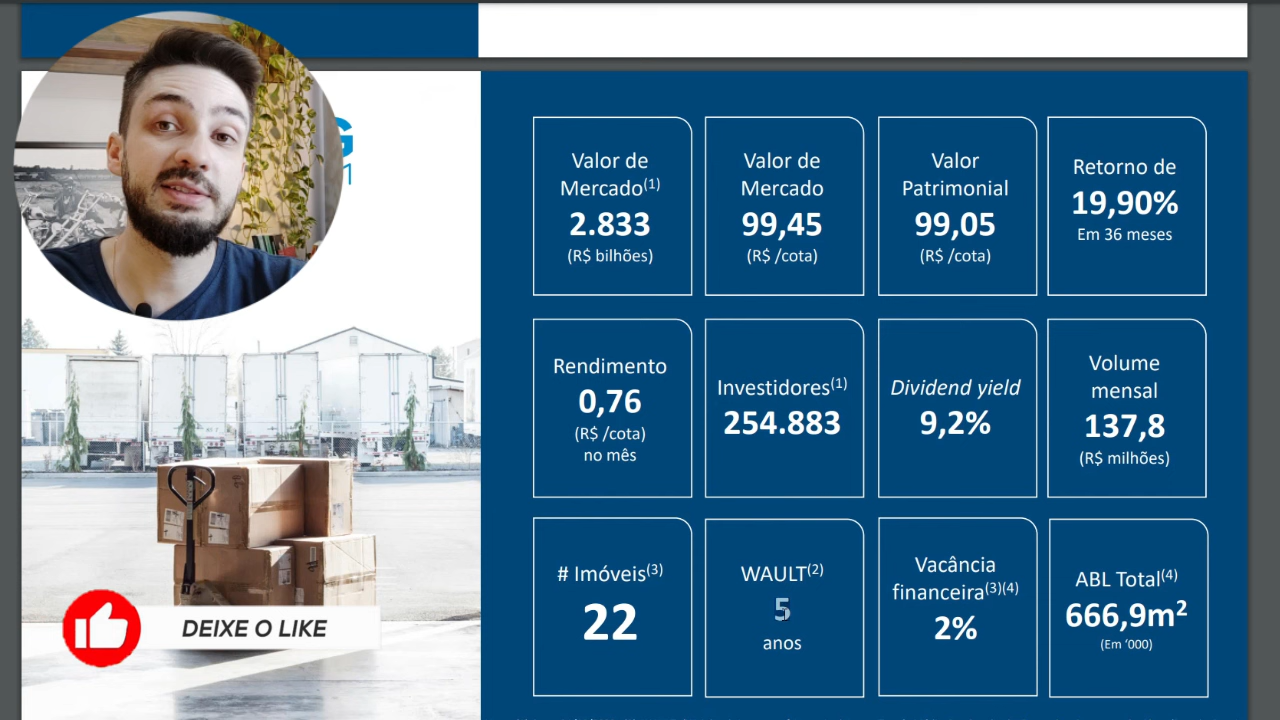 G
1
Valor de
Mercado(1)
2.833
(R$ bilhões)
Valor de
Mercado
99,45
(R$ /cota)
Valor
Patrimonial
99,05
(R$ /cota)
Retorno de
19,90%
Em 36 meses
Rendimento
0,76
(R$ /cota)
no mês
Investidores(1)
254.883
Dividend yield
9,2%
Volume
mensal
137,8
(R$ milhões)
# Imóveis(3)
22
WAULT(2)
5
anos
Vacância
financeira(3)(4)
2%
ABL Total(4)
666,9m²
(Em ‘000)
DEIXE O LIKE